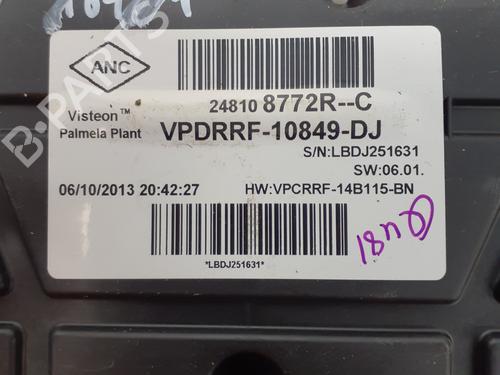 ANC
Visteon™
Palmela Plant
24810 8772R--C
VPDRRF-10849-DJ
S/N:LBDJ251631
SW:06.01.
06/10/2013 20:42:27
HW:VPCRRF-14B115-BN
*LBDJ251631*
B-PARTS